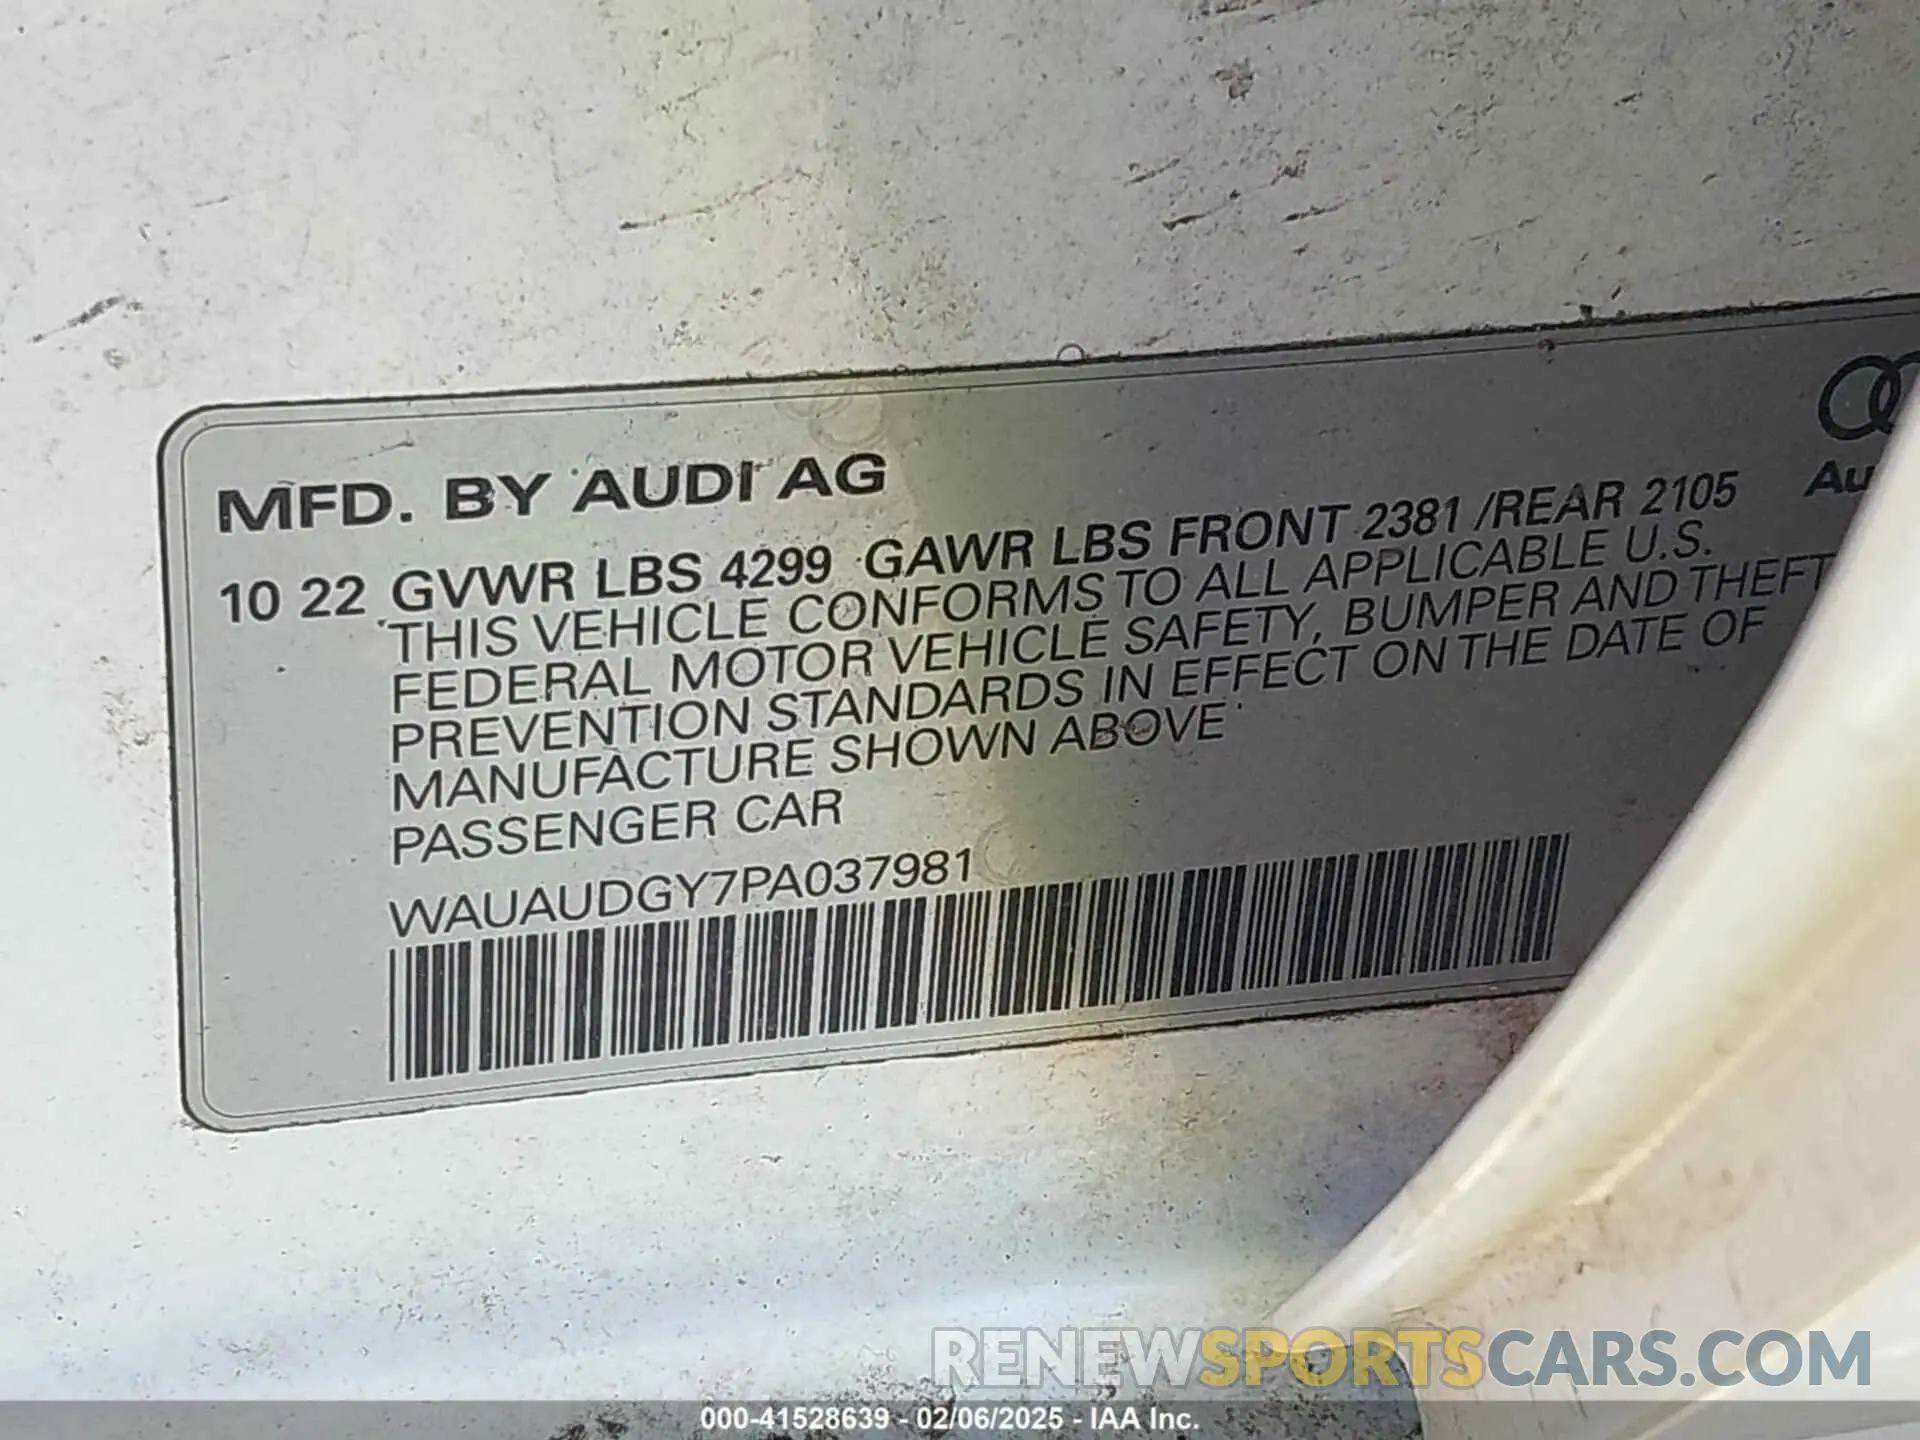 MFD. BY AUDI AG
10 22 GVWR LBS 4299 GAWR LBS FRONT 2381 /REAR 2105
THIS VEHICLE CONFORMS TO ALL APPLICABLE U.S.
FEDERAL MOTOR VEHICLE SAFETY, BUMPER AND THEFT
PREVENTION STANDARDS IN EFFECT ON THE DATE OF
MANUFACTURE SHOWN ABOVE
PASSENGER CAR
WAUAUDGY7PA037981
RENEWSPORTSCARS.COM
000-41528639 - 02/06/2025 - IAA Inc.